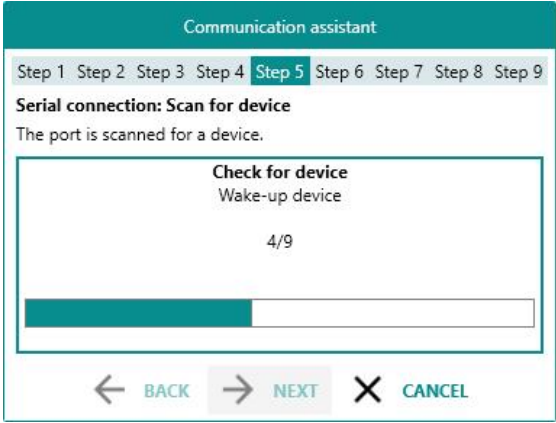 Communication assistant
Step 1 Step 2 Step 3 Step 4 Step 5 Step 6 Step 7 Step 8 Step 9
Serial connection: Scan for device
The port is scanned for a device.
Check for device
Wake-up device
4/9
BACK NEXT CANCEL